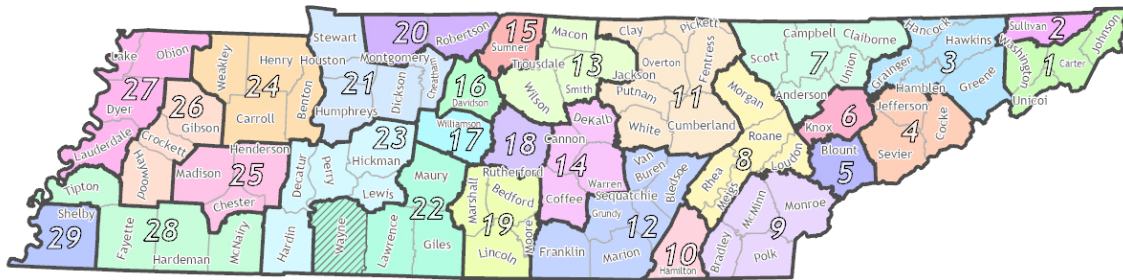 Lake
Obion
27
Dyer
Lauderdale
Weakley
Henry
24
Carroll
Benton
26
Gibson
Crockett
Haywood
Madison
Henderson
25
Chester
Tipton
Shelby
29
Fayette
28
Hardeman
McNairy
Stewart
Houston
21
Humphreys
Dickson
Cheatham
Montgomery
20
Robertson
Sumner
15
16
Davidson
Williamson
17
23
Hickman
Decatur
Perry
Lewis
Hardin
Wayne
Maury
22
Lawrence
Giles
Macon
Trousdale
13
Smith
Wilson
18
Rutherford
Marshall
Bedford
19
Moore
Lincoln
DeKalb
Cannon
14
Warren
Coffee
Clay
Pickett
Overton
Fentress
Jackson
Putnam
11
White
Cumberland
Van
Buren
Bledsoe
Sequatchie
Grundy
12
Franklin
Marion
10
Hamilton
Morgan
Roane
Loudon
8
Rhea
Meigs
McMinn
Monroe
9
Bradley
Polk
Scott
Campbell
Claiborne
7
Union
Anderson
6
Knox
Blount
5
Jefferson
4
Cocke
Sevier
Hancock
Hawkins
3
Grainger
Hamblen
Greene
Sullivan
2
Washington
1
Carter
Johnson
Unicoi